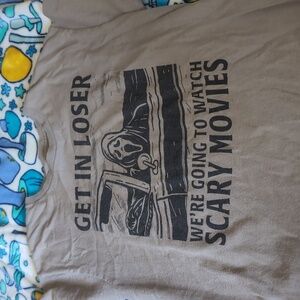 GET IN LOSER
WE'RE GOING TO WATCH
SCARY MOVIES